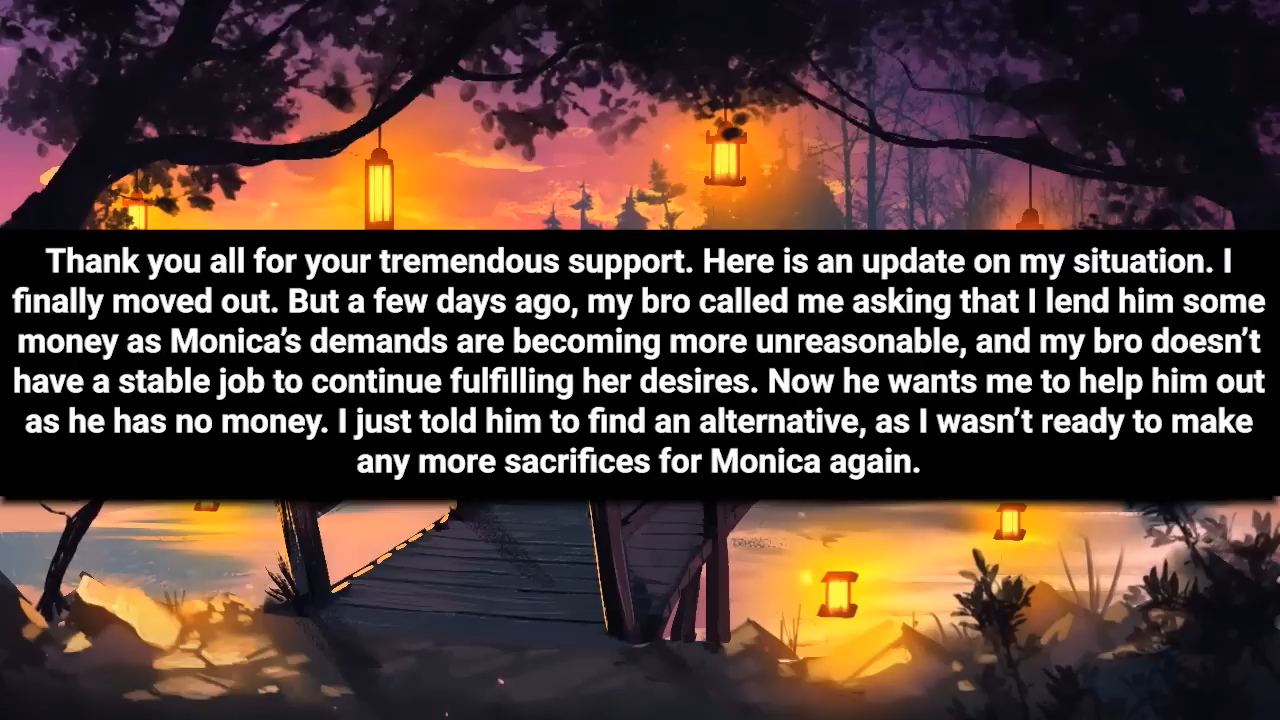 Thank you all for your tremendous support. Here is an update on my situation. I
finally moved out. But a few days ago, my bro called me asking that I lend him some
money as Monica’s demands are becoming more unreasonable, and my bro doesn’t
have a stable job to continue fulfilling her desires. Now he wants me to help him out
as he has no money. I just told him to find an alternative, as I wasn’t ready to make
any more sacrifices for Monica again.